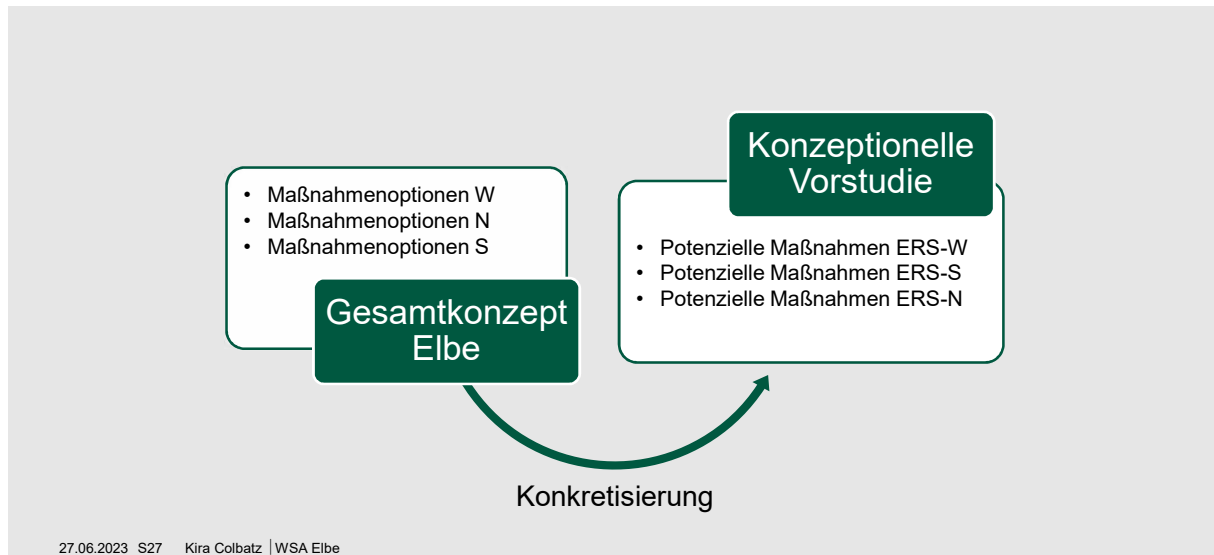 • Maßnahmenoptionen W
• Maßnahmenoptionen N
• Maßnahmenoptionen S
Gesamtkonzept
Elbe
Konzeptionelle
Vorstudie
• Potenzielle Maßnahmen ERS-W
• Potenzielle Maßnahmen ERS-S
• Potenzielle Maßnahmen ERS-N
Konkretisierung
27.06.2023 S27 Kira Colbatz | WSA Elbe